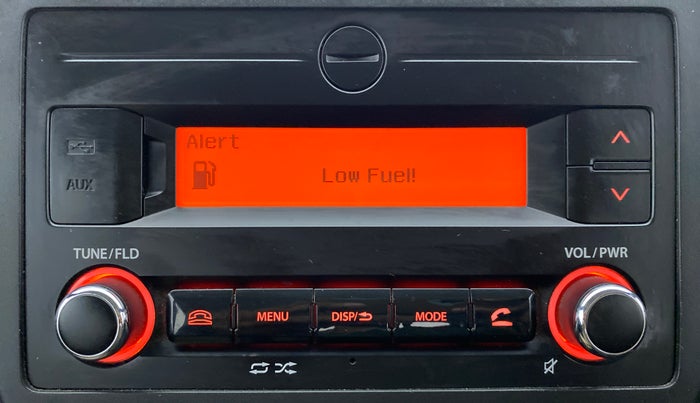 Alert
Low Fuel!
AUX
TUNE/FLD
VOL/PWR
MENU
DISP/
MODE